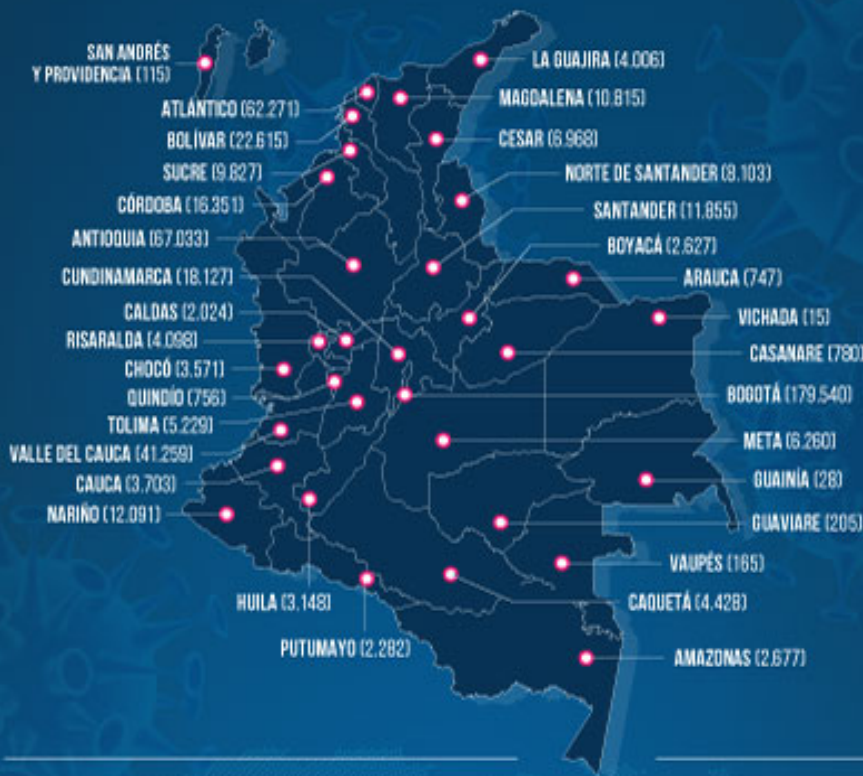 SAN ANDRÉS
Y PROVIDENCIA (115)
ATLÁNTICO (62.271)
BOLÍVAR (22.615)
SUCRE (9.827)
CÓRDOBA (16.351)
ANTIOQUIA (67.033)
CUNDINAMARCA (18.127)
CALDAS (2.024)
RISARALDA (4.098)
CHOCÓ (3.571)
QUINDÍO (756)
TOLIMA (5.229)
VALLE DEL CAUCA (41.259)
CAUCA (3.703)
NARIÑO (12.091)
HUILA (3.148)
PUTUMAYO (2.282)
LA GUAJIRA (4.006)
MAGDALENA (10.815)
CESAR (6.968)
NORTE DE SANTANDER (8.103)
SANTANDER (11.855)
BOYACÁ (2.627)
ARAUCA (747)
VICHADA (15)
CASANARE (780)
BOGOTÁ (179.540)
META (6.260)
GUAINÍA (28)
GUAVIARE (205)
VAUPÉS (165)
CAQUETÁ (4.428)
AMAZONAS (2.677)